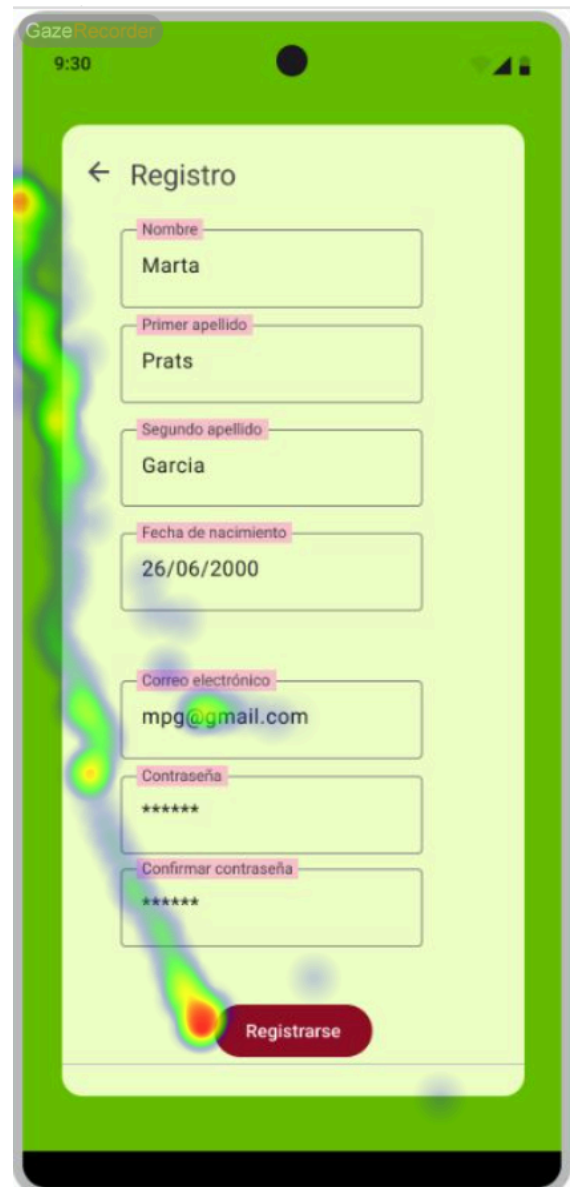 GazeRecorder
9:30
Registro
Nombre
Marta
Primer apellido
Prats
Segundo apellido
Garcia
Fecha de nacimiento
26/06/2000
Correo electrónico
mpg@gmail.com
Contraseña
******
Confirmar contraseña
******
Registrarse